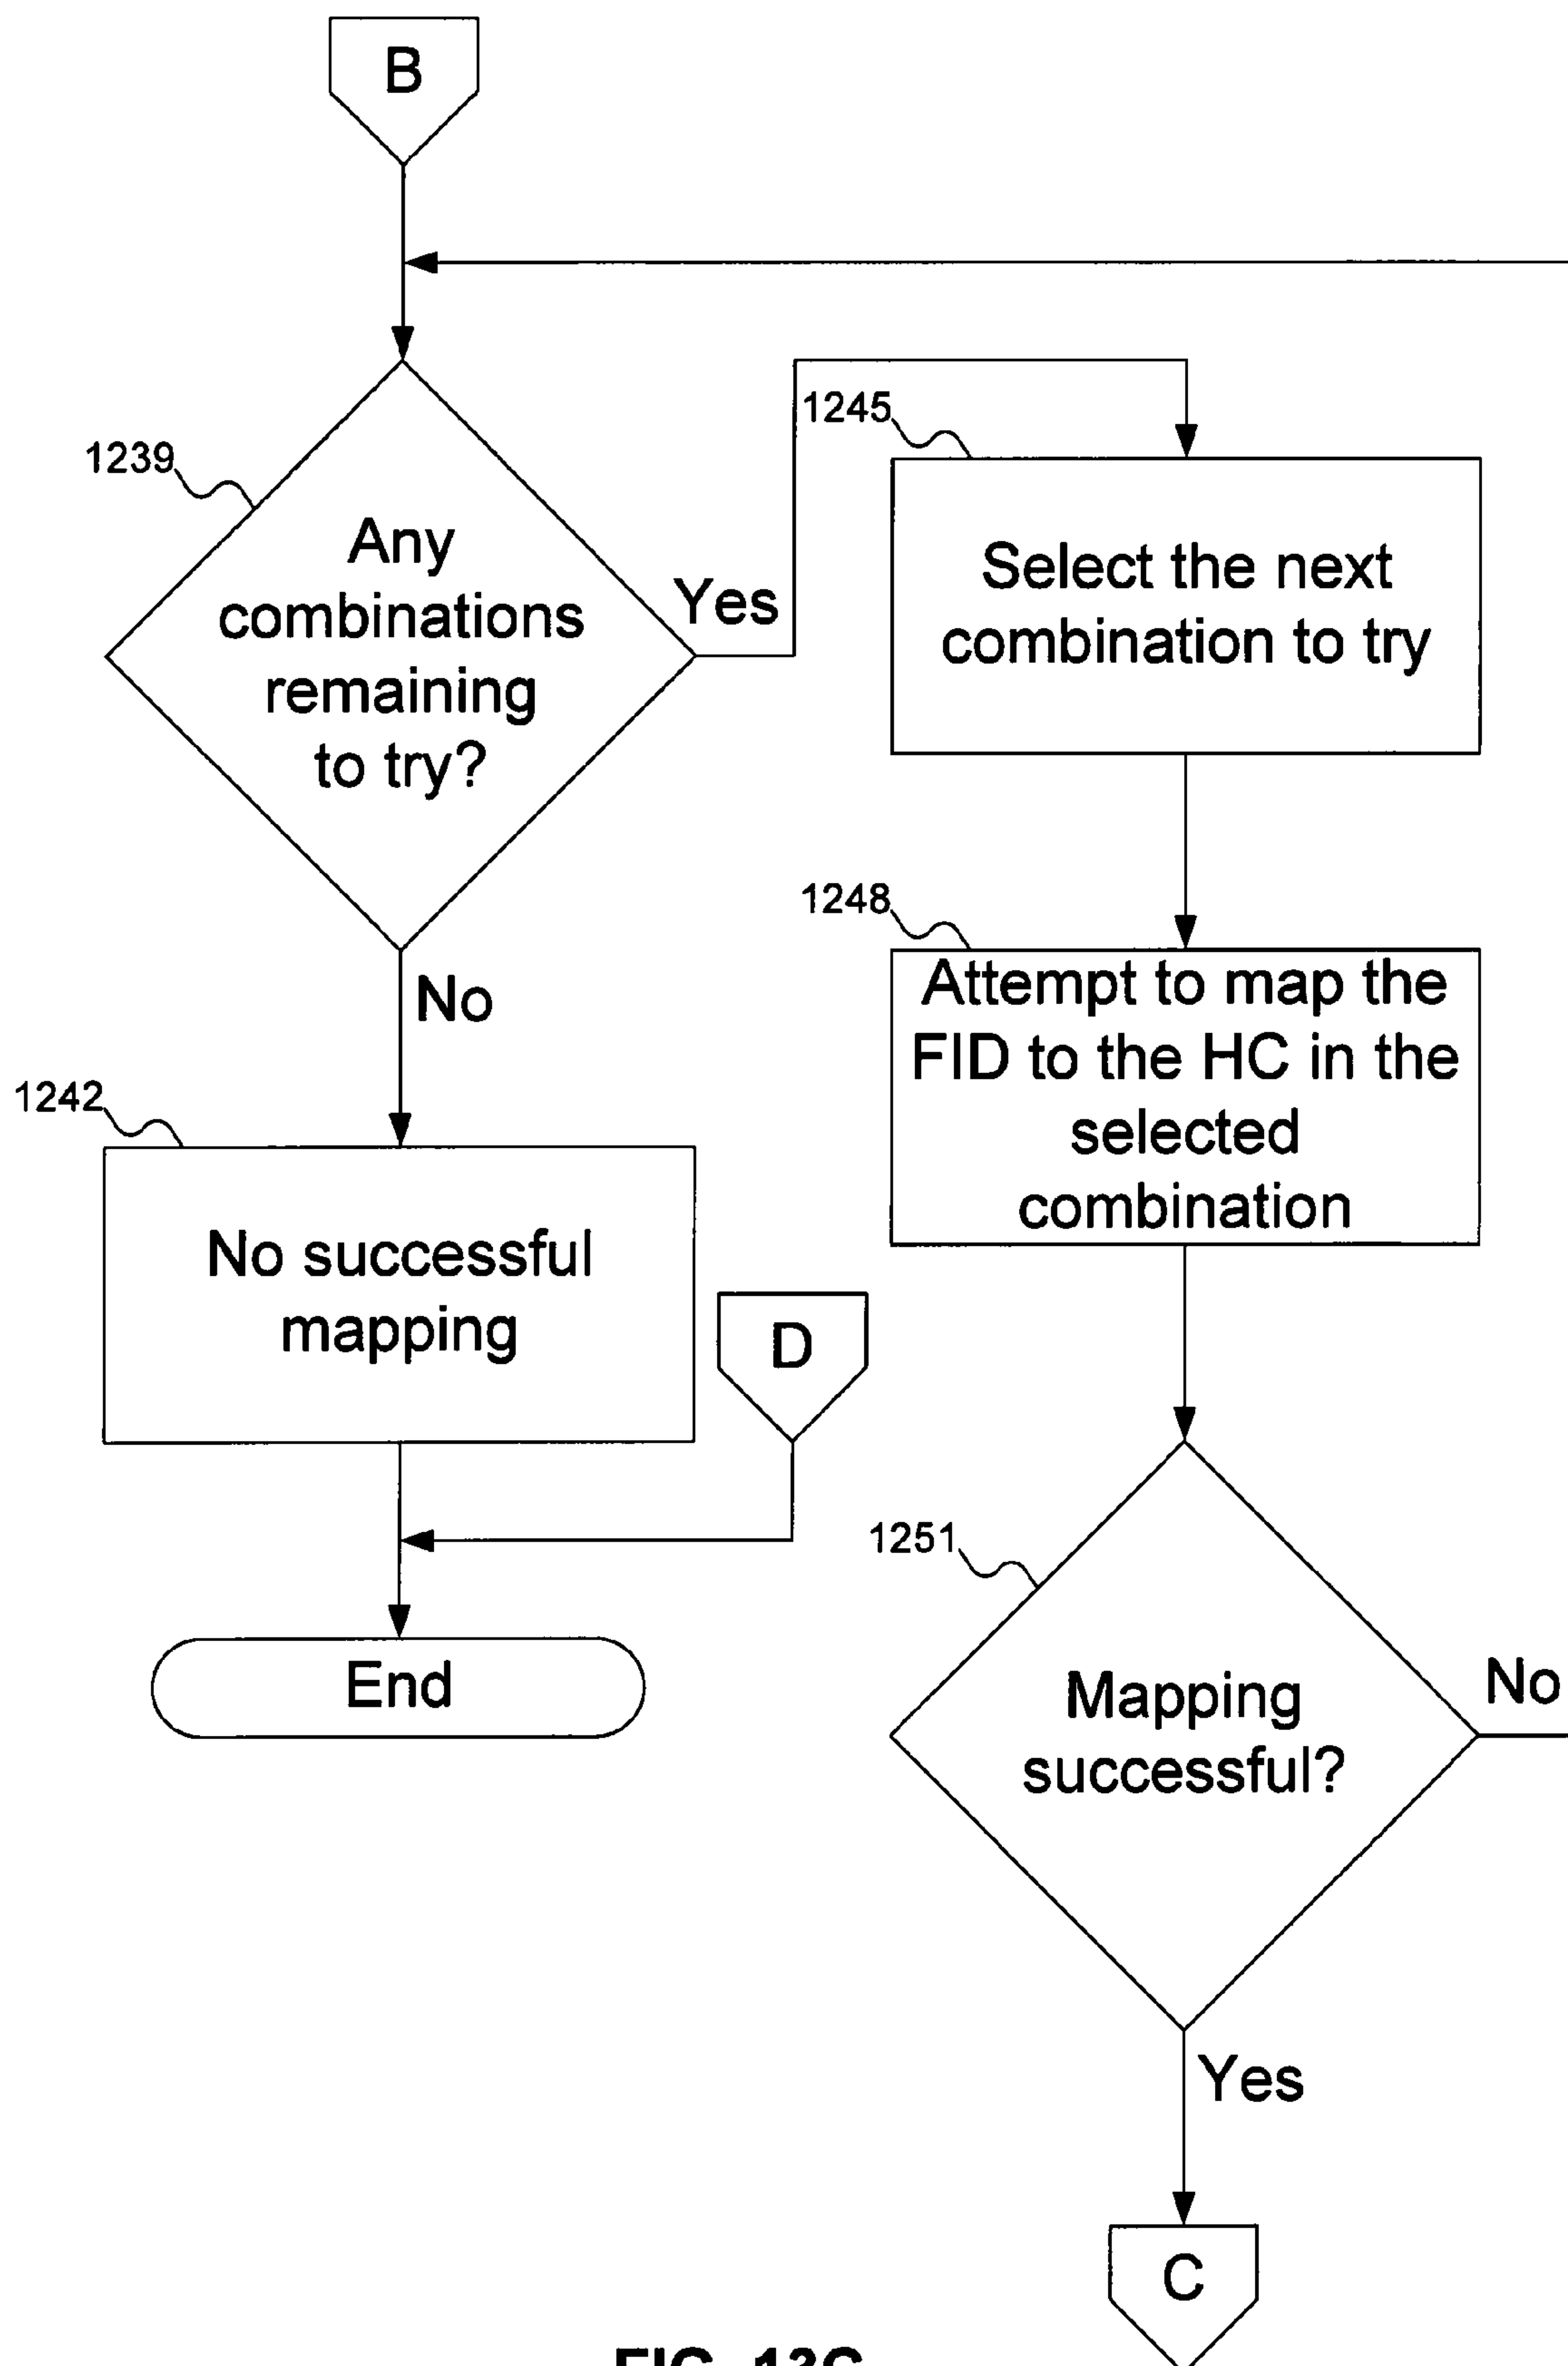 B
1239
Any
combinations
remaining
to try?
Yes
No
1245
Select the next
combination to try
1248
Attempt to map the
FID to the HC in the
selected
combination
1242
No successful
mapping
D
End
1251
Mapping
successful?
No
Yes
C
FIG. 13C